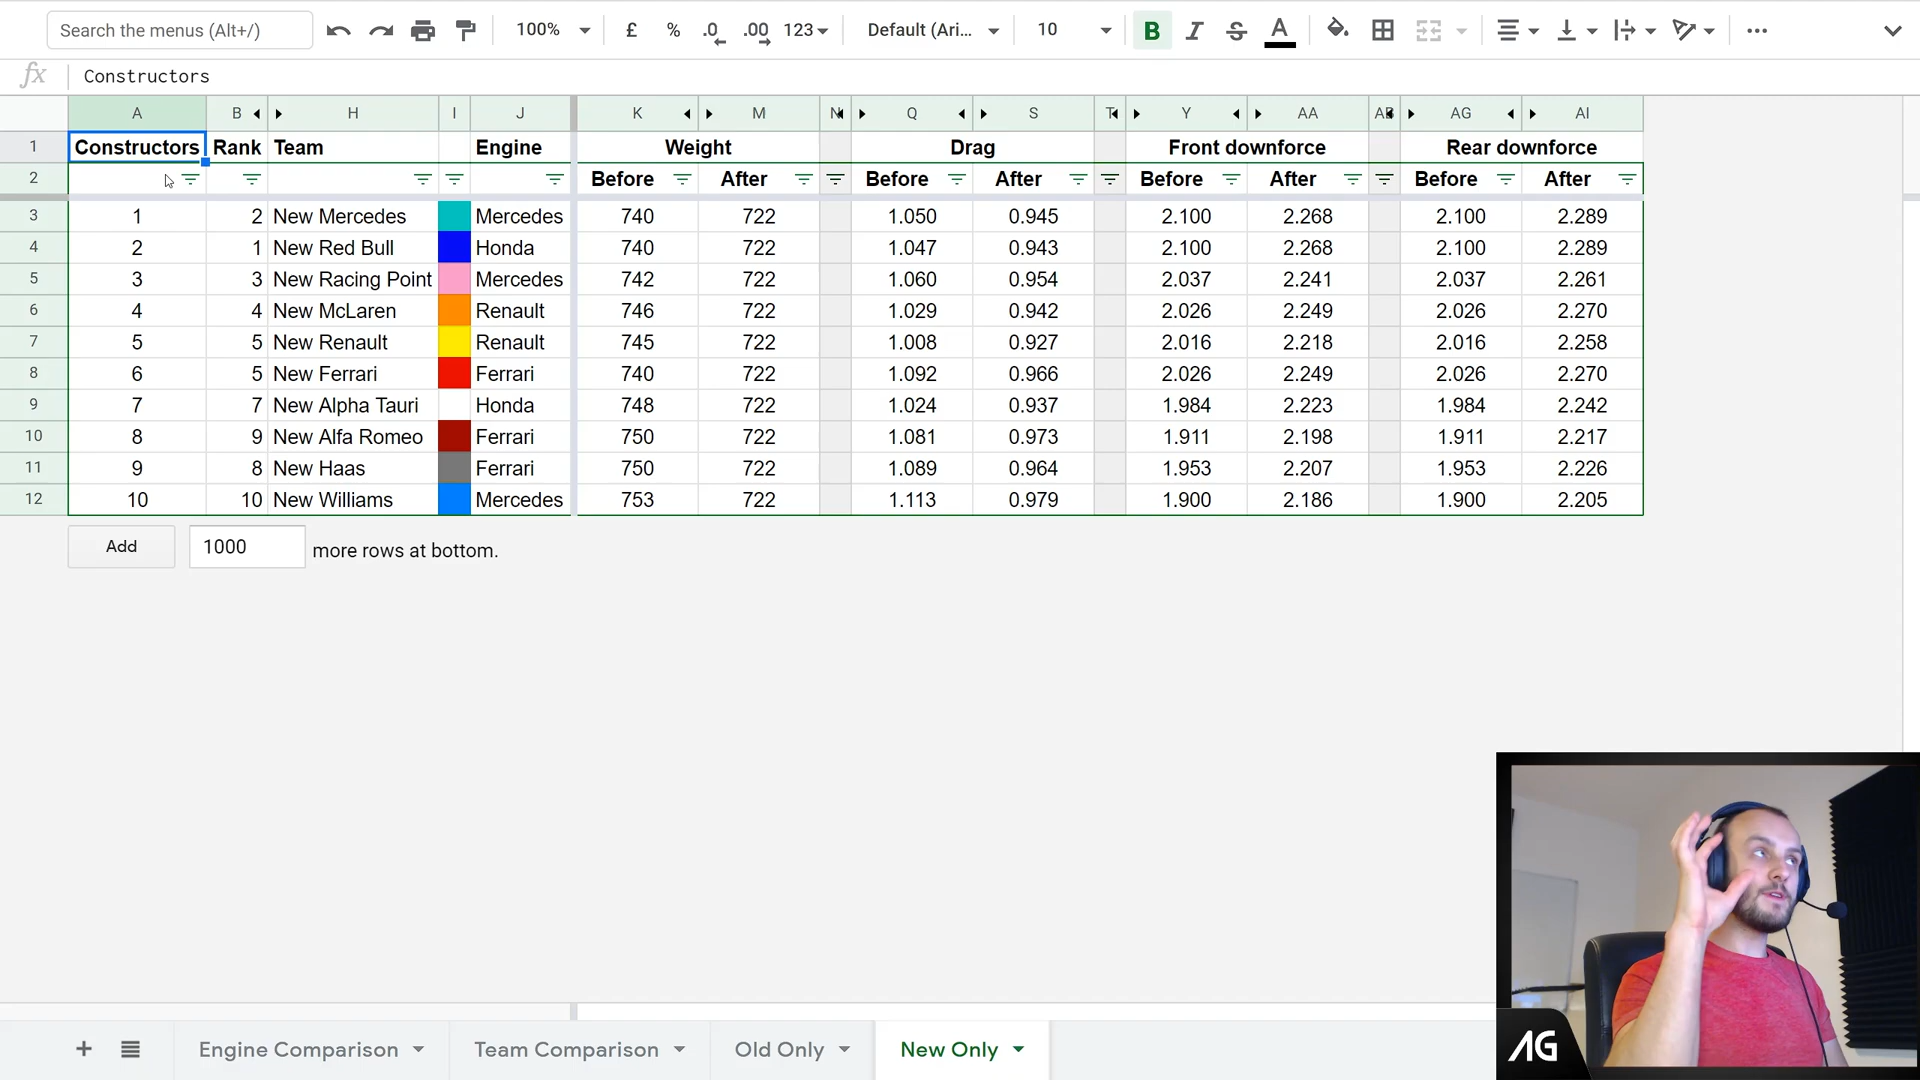 Search the menus (Alt+/) 100% £ % .0 .00 123 Default (Ari... 10 B I S A
fx Constructors
A B H I J K M N Q S T Y AA AB AG AI
1 Constructors Rank Team Engine Weight Drag Front downforce Rear downforce
2 Before After Before After Before After Before After
3 1 2 New Mercedes Mercedes 740 722 1.050 0.945 2.100 2.268 2.100 2.289
4 2 1 New Red Bull Honda 740 722 1.047 0.943 2.100 2.268 2.100 2.289
5 3 3 New Racing Point Mercedes 742 722 1.060 0.954 2.037 2.241 2.037 2.261
6 4 4 New McLaren Renault 746 722 1.029 0.942 2.026 2.249 2.026 2.270
7 5 5 New Renault Renault 745 722 1.008 0.927 2.016 2.218 2.016 2.258
8 6 5 New Ferrari Ferrari 740 722 1.092 0.966 2.026 2.249 2.026 2.270
9 7 7 New Alpha Tauri Honda 748 722 1.024 0.937 1.984 2.223 1.984 2.242
10 8 9 New Alfa Romeo Ferrari 750 722 1.081 0.973 1.911 2.198 1.911 2.217
11 9 8 New Haas Ferrari 750 722 1.089 0.964 1.953 2.207 1.953 2.226
12 10 10 New Williams Mercedes 753 722 1.113 0.979 1.900 2.186 1.900 2.205
Add 1000 more rows at bottom.
Engine Comparison Team Comparison Old Only New Only
AG